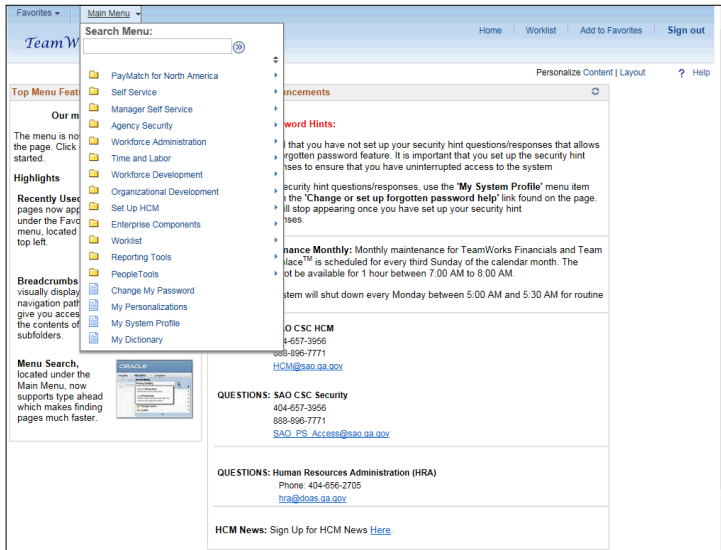 Favorites Main Menu
Search Menu:
TeamW
Home Worklist Add to Favorites Sign out
Personalize Content | Layout ? Help
PayMatch for North America
Self Service
Manager Self Service
Agency Security
Workforce Administration
Time and Labor
Workforce Development
Organizational Development
Set Up HCM
Enterprise Components
Worklist
Reporting Tools
PeopleTools
Change My Password
My Personalizations
My System Profile
My Dictionary
Top Menu Feat
Our m
The menu is no
the page. Click
started.
Highlights
Recently Used
pages now app
under the Favo
menu, located
top left.
Breadcrumbs
visually display
navigation path
give you acces
the contents of
subfolders.
Menu Search,
located under the
Main Menu, now
supports type ahead
which makes finding
pages much faster.
ORACLE
uncements
word Hints:
d that you have not set up your security hint questions/responses that allows
orgotten password feature. It is important that you set up the security hint
nses to ensure that you have uninterrupted access to the system
ecurity hint questions/responses, use the 'My System Profile' menu item
n the 'Change or set up forgotten password help' link found on the page.
ill stop appearing once you have set up your security hint
nses.
nance Monthly: Monthly maintenance for TeamWorks Financials and Team
place™ is scheduled for every third Sunday of the calendar month. The
ot be available for 1 hour between 7:00 AM to 8:00 AM.
stem will shut down every Monday between 5:00 AM and 5:30 AM for routine
AO CSC HCM
4-657-3956
888-896-7771
HCM@sao.ga.gov
QUESTIONS: SAO CSC Security
404-657-3956
888-896-7771
SAO_PS_Access@sao.ga.gov
QUESTIONS: Human Resources Administration (HRA)
Phone: 404-656-2705
hra@doas.ga.gov
HCM News: Sign Up for HCM News Here.